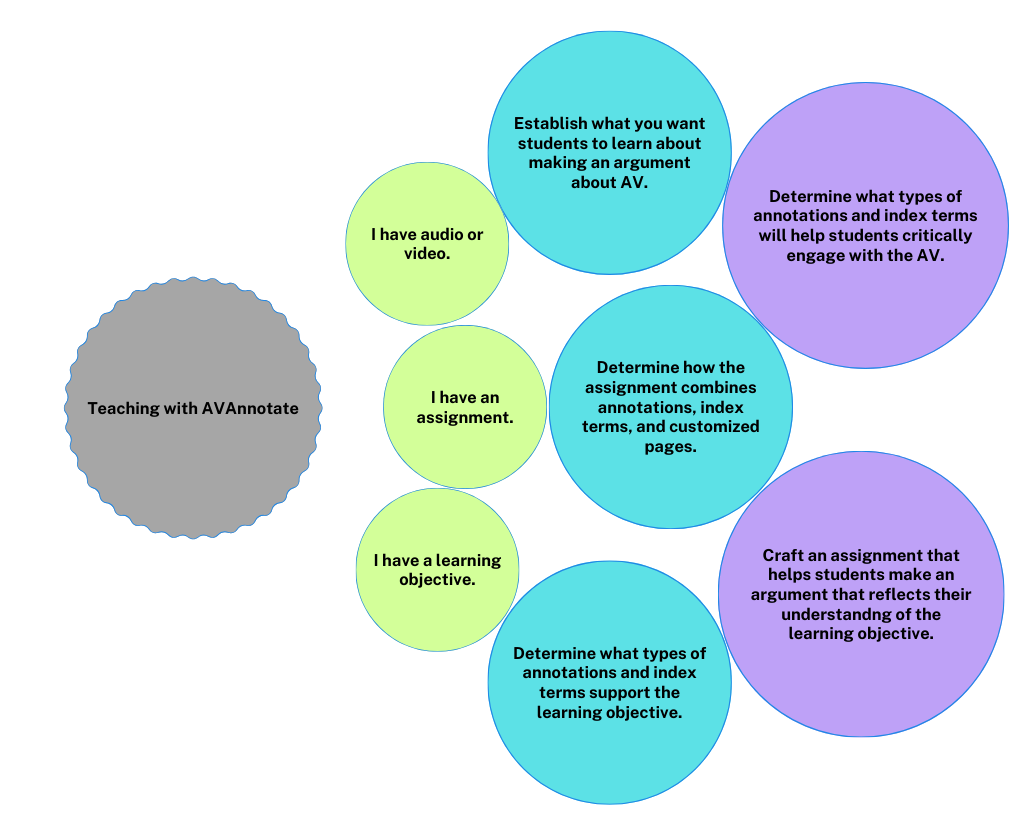 Teaching with AVAnnotate
I have audio or
video.
I have an
assignment.
I have a learning
objective.
Establish what you want
students to learn about
making an argument
about AV.
Determine how the
assignment combines
annotations, index
terms, and customized
pages.
Determine what types of
annotations and index
terms support the
learning objective.
Determine what types of
annotations and index terms
will help students critically
engage with the AV.
Craft an assignment that
helps students make an
argument that reflects their
understandng of the
learning objective.